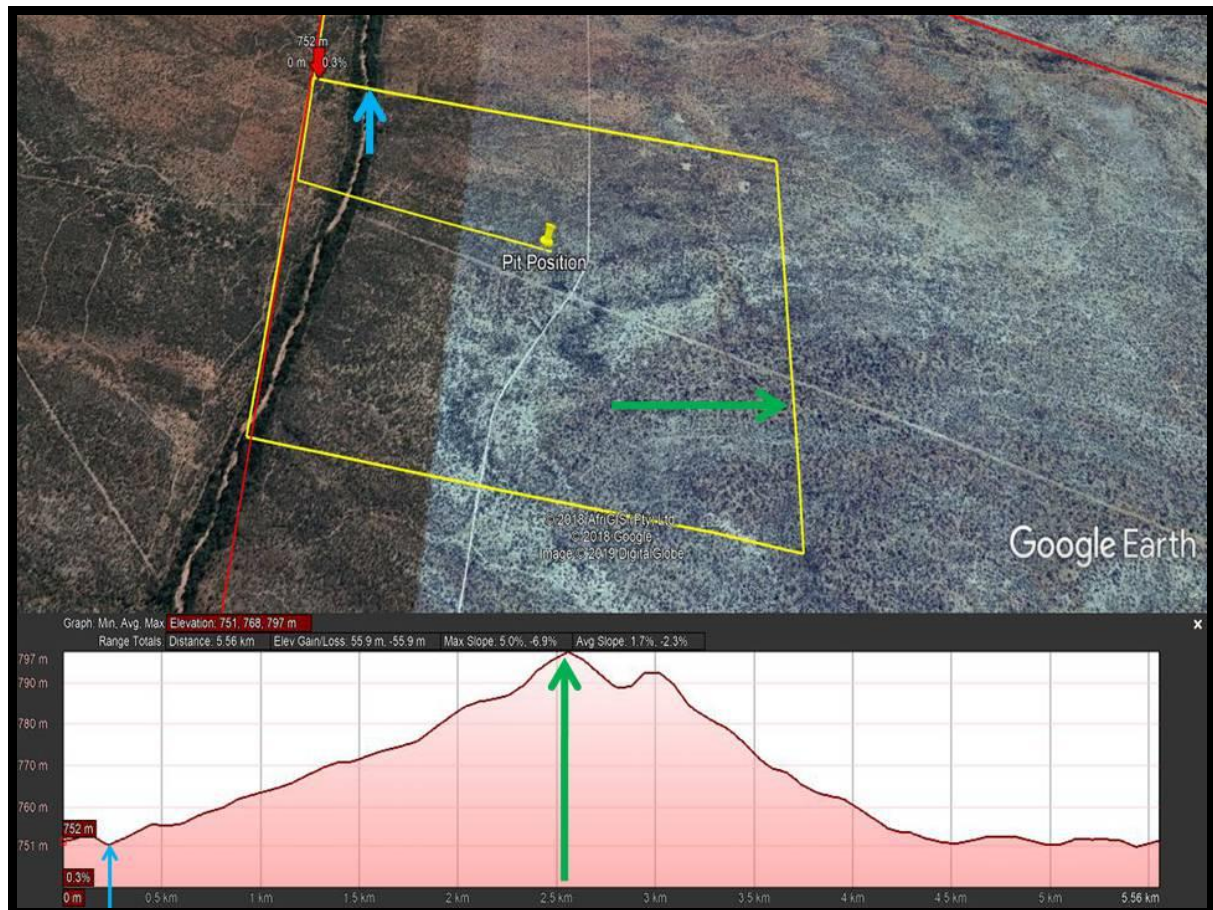 752 m
0 m 0.3%
Pit Position
© 2018 AfriGIS (Pty) Ltd.
© 2018 Google
Image © 2019 DigitalGlobe
Google Earth
Graph: Min, Avg, Max Elevation: 751, 768, 797 m
x
Range Totals: Distance: 5.56 km Elev Gain/Loss: 55.9 m, -55.9 m Max Slope: 5.0%, -6.9% Avg Slope: 1.7%, -2.3%
797 m
790 m
780 m
770 m
760 m
752 m
751 m
0.3%
0 m 0.5 km 1 km 1.5 km 2 km 2.5 km 3 km 3.5 km 4 km 4.5 km 5 km 5.56 km